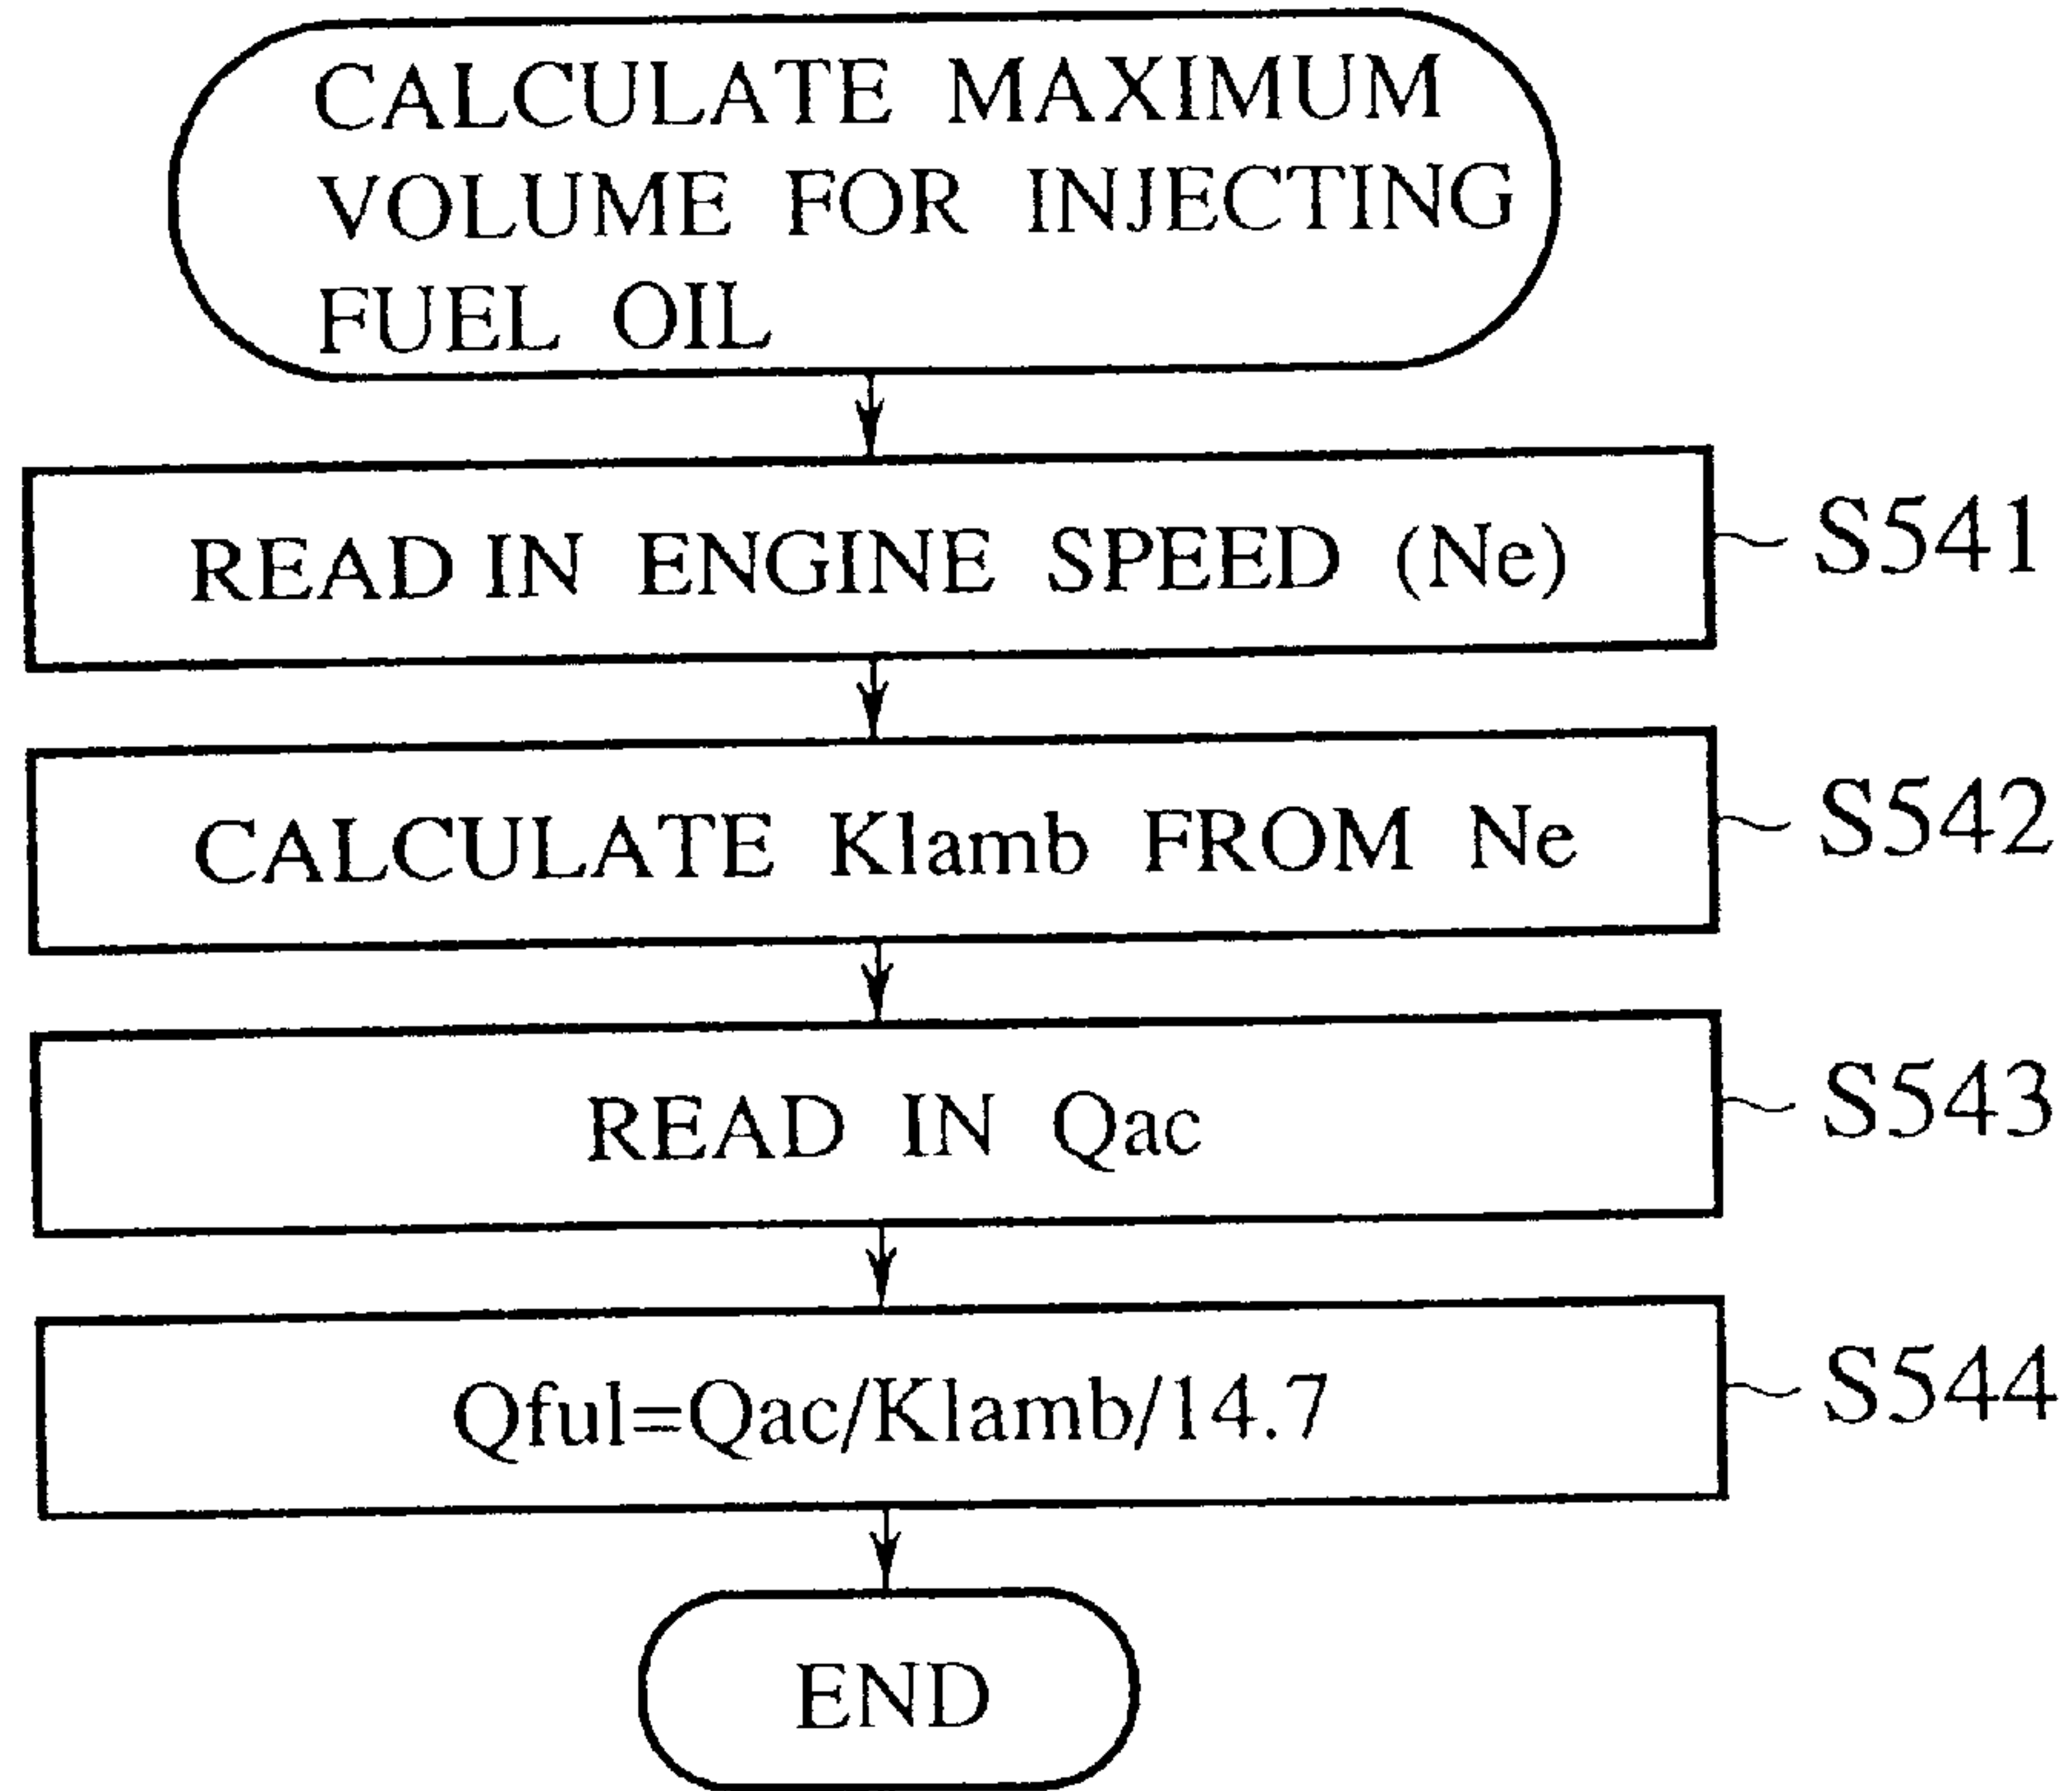 CALCULATE MAXIMUM
VOLUME FOR INJECTING
FUEL OIL
READ IN ENGINE SPEED (Ne)
S541
CALCULATE Klamb FROM Ne
S542
READ IN Qac
S543
Qful=Qac/Klamb/14.7
S544
END